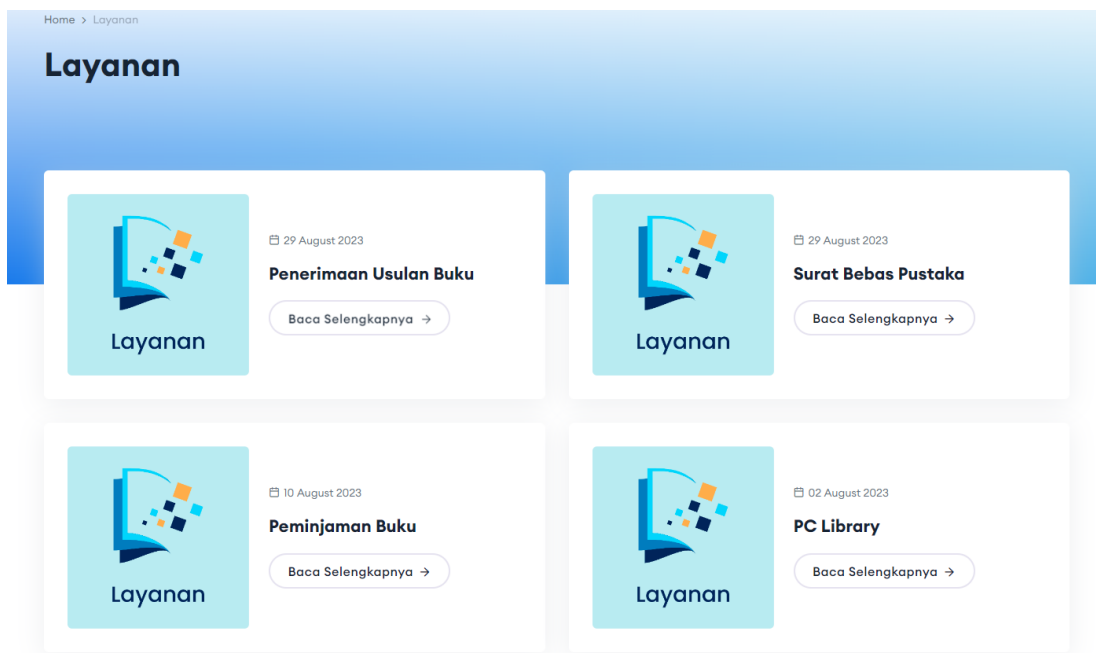 Home > Layanan
Layanan
Layanan
29 August 2023
Penerimaan Usulan Buku
Baca Selengkapnya →
Layanan
29 August 2023
Surat Bebas Pustaka
Baca Selengkapnya →
Layanan
10 August 2023
Peminjaman Buku
Baca Selengkapnya →
Layanan
02 August 2023
PC Library
Baca Selengkapnya →